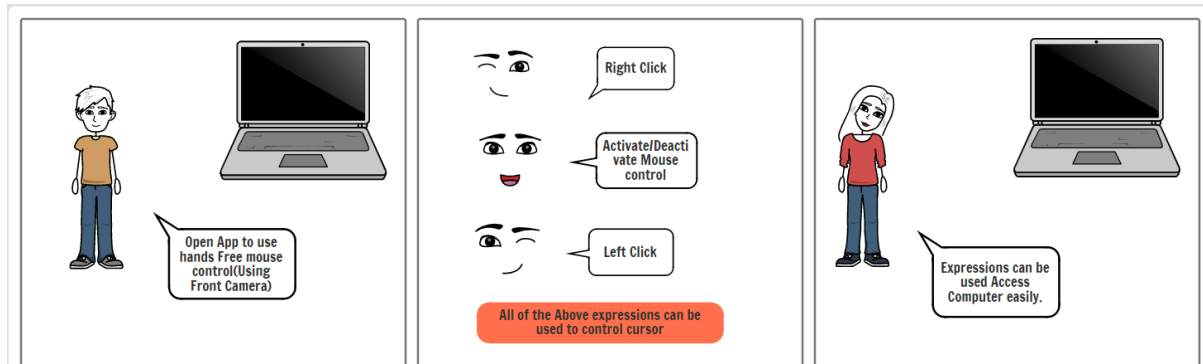 Open App to use
hands Free mouse
control(Using
Front Camera)
Right Click
Activate/Deacti
vate Mouse
control
Left Click
All of the Above expressions can be
used to control cursor
Expressions can be
used Access
Computer easily.